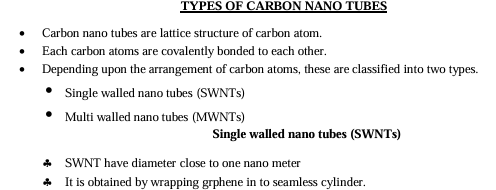 TYPES OF CARBON NANO TUBES
• Carbon nano tubes are lattice structure of carbon atom.
• Each carbon atoms are covalently bonded to each other.
• Depending upon the arrangement of carbon atoms, these are classified into two types.
• Single walled nano tubes (SWNTs)
• Multi walled nano tubes (MWNTs)
Single walled nano tubes (SWNTs)
♣ SWNT have diameter close to one nano meter
♣ It is obtained by wrapping grphene in to seamless cylinder.